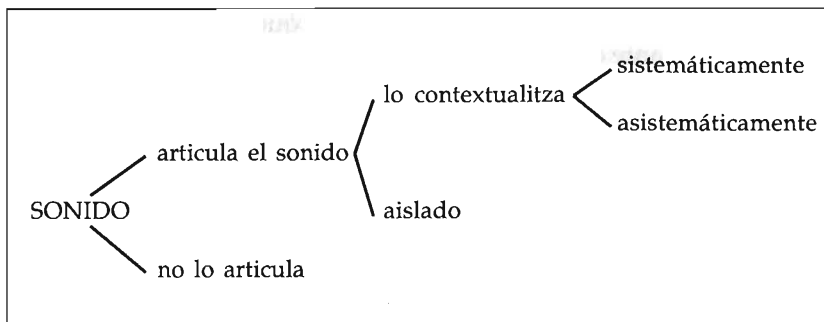 sistemáticamente
lo contextualitza
asistemáticamente
articula el sonido
SONIDO
aislado
no lo articula